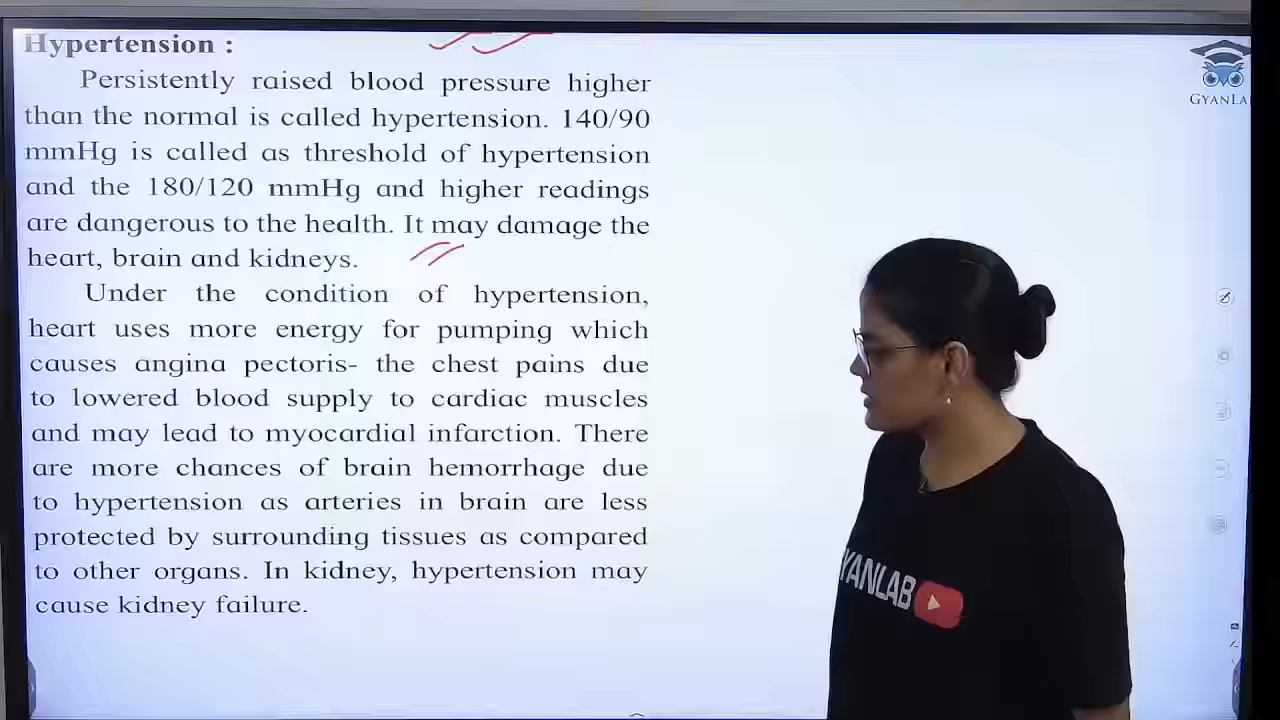 Hypertension :
Persistently raised blood pressure higher
than the normal is called hypertension. 140/90
mmHg is called as threshold of hypertension
and the 180/120 mmHg and higher readings
are dangerous to the health. It may damage the
heart, brain and kidneys.
Under the condition of hypertension,
heart uses more energy for pumping which
causes angina pectoris- the chest pains due
to lowered blood supply to cardiac muscles
and may lead to myocardial infarction. There
are more chances of brain hemorrhage due
to hypertension as arteries in brain are less
protected by surrounding tissues as compared
to other organs. In kidney, hypertension may
cause kidney failure.
GYANLA
YANLAB